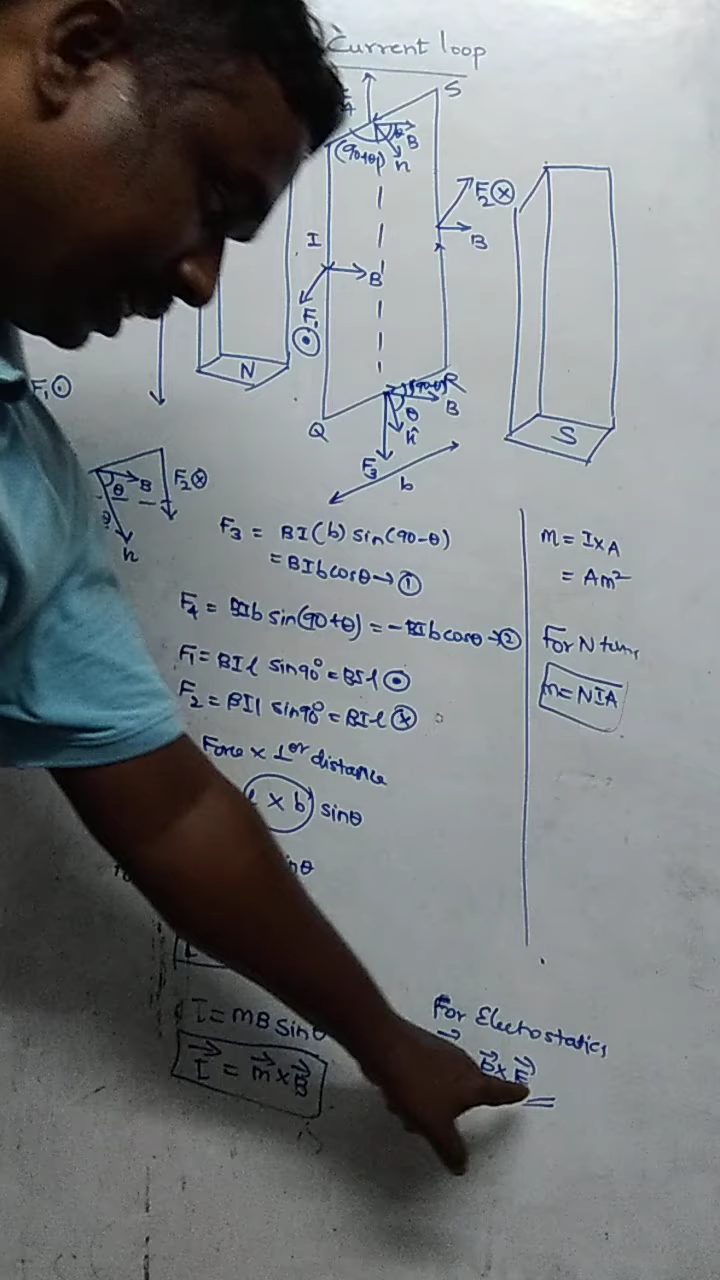 Current loop
S
θ
B
(90+θ) n
F2 ⊗
B
I
B
F1
⊙
N
F1⊙
R
B
θ
n̂
Q
S
F3
b
θ B F2⊗
n
F3 = BI(b) sin(90-θ)
= BIbcosθ → ①
F4 = BIb sin(90+θ) = -BIbcosθ → ②
F1 = BIl sin90° = BIl ⊙
F2 = BIl sin90° = BIl ⊗
Force × ⊥er distance
× b) sinθ
inθ
m = I×A
= Am²
For N turns
m = NIA
I = mB sinθ
I⃗ = m⃗ × B⃗
For Electrostatics
× E⃗